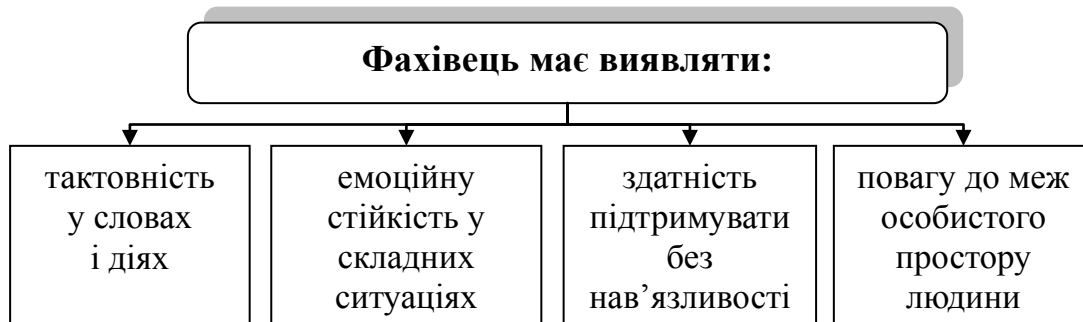 Фахівець має виявляти:
тактовність
у словах
і діях
емоційну
стійкість у
складних
ситуаціях
здатність
підтримувати
без
нав’язливості
повагу до меж
особистого
простору
людини